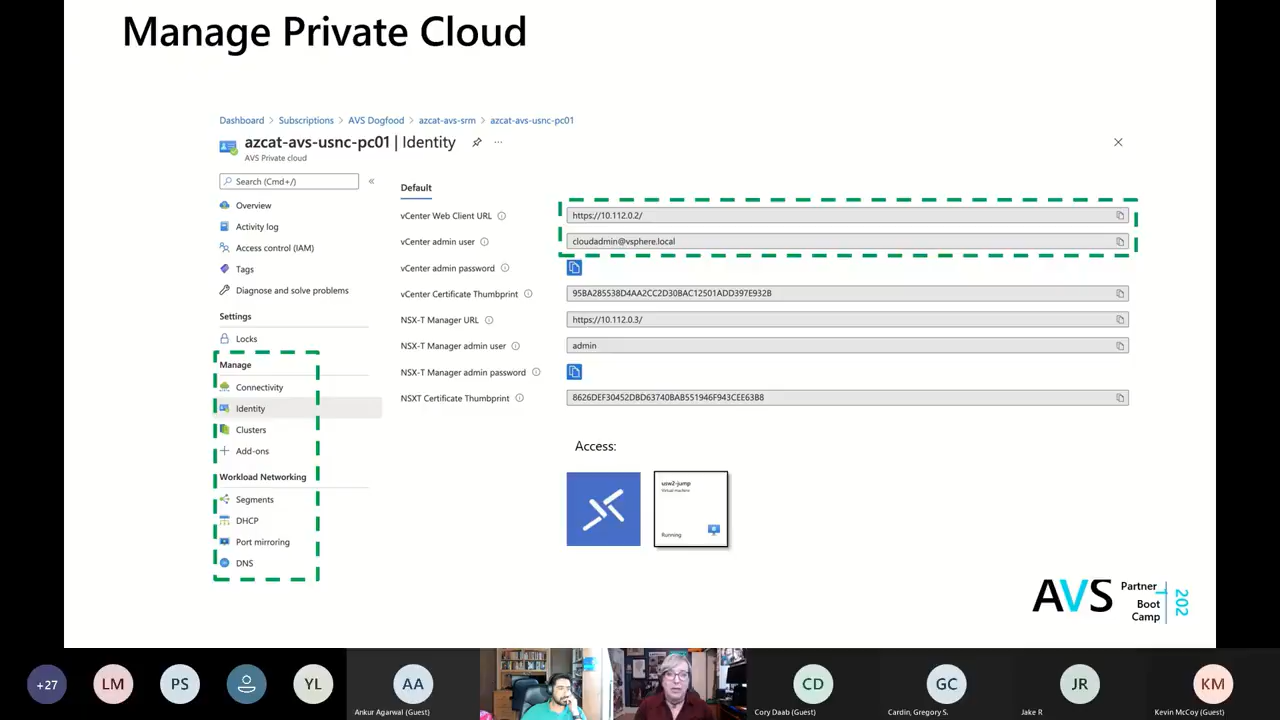 Manage Private Cloud
Dashboard > Subscriptions > AVS Dogfood > azcat-avs-srm > azcat-avs-usnc-pc01
azcat-avs-usnc-pc01 | Identity
AVS Private cloud
Search (Cmd+/)
Overview
Activity log
Access control (IAM)
Tags
Diagnose and solve problems
Settings
Locks
Manage
Connectivity
Identity
Clusters
Add-ons
Workload Networking
Segments
DHCP
Port mirroring
DNS
Default
vCenter Web Client URL
https://10.112.0.2/
vCenter admin user
cloudadmin@vsphere.local
vCenter admin password
vCenter Certificate Thumbprint
95BA285538D4AA2CC2D30BAC12501ADD397E932B
NSX-T Manager URL
https://10.112.0.3/
NSX-T Manager admin user
admin
NSX-T Manager admin password
NSXT Certificate Thumbprint
8626DEF30452DBD63740BAB551946F943CEE63B8
Access:
usw2-jump
Virtual machine
Running
AVS
Partner
Boot
Camp
202
+27
LM
PS
YL
AA
Ankur Agarwal (Guest)
CD
Cory Daab (Guest)
GC
Cardin, Gregory S.
JR
Jake R
KM
Kevin McCoy (Guest)